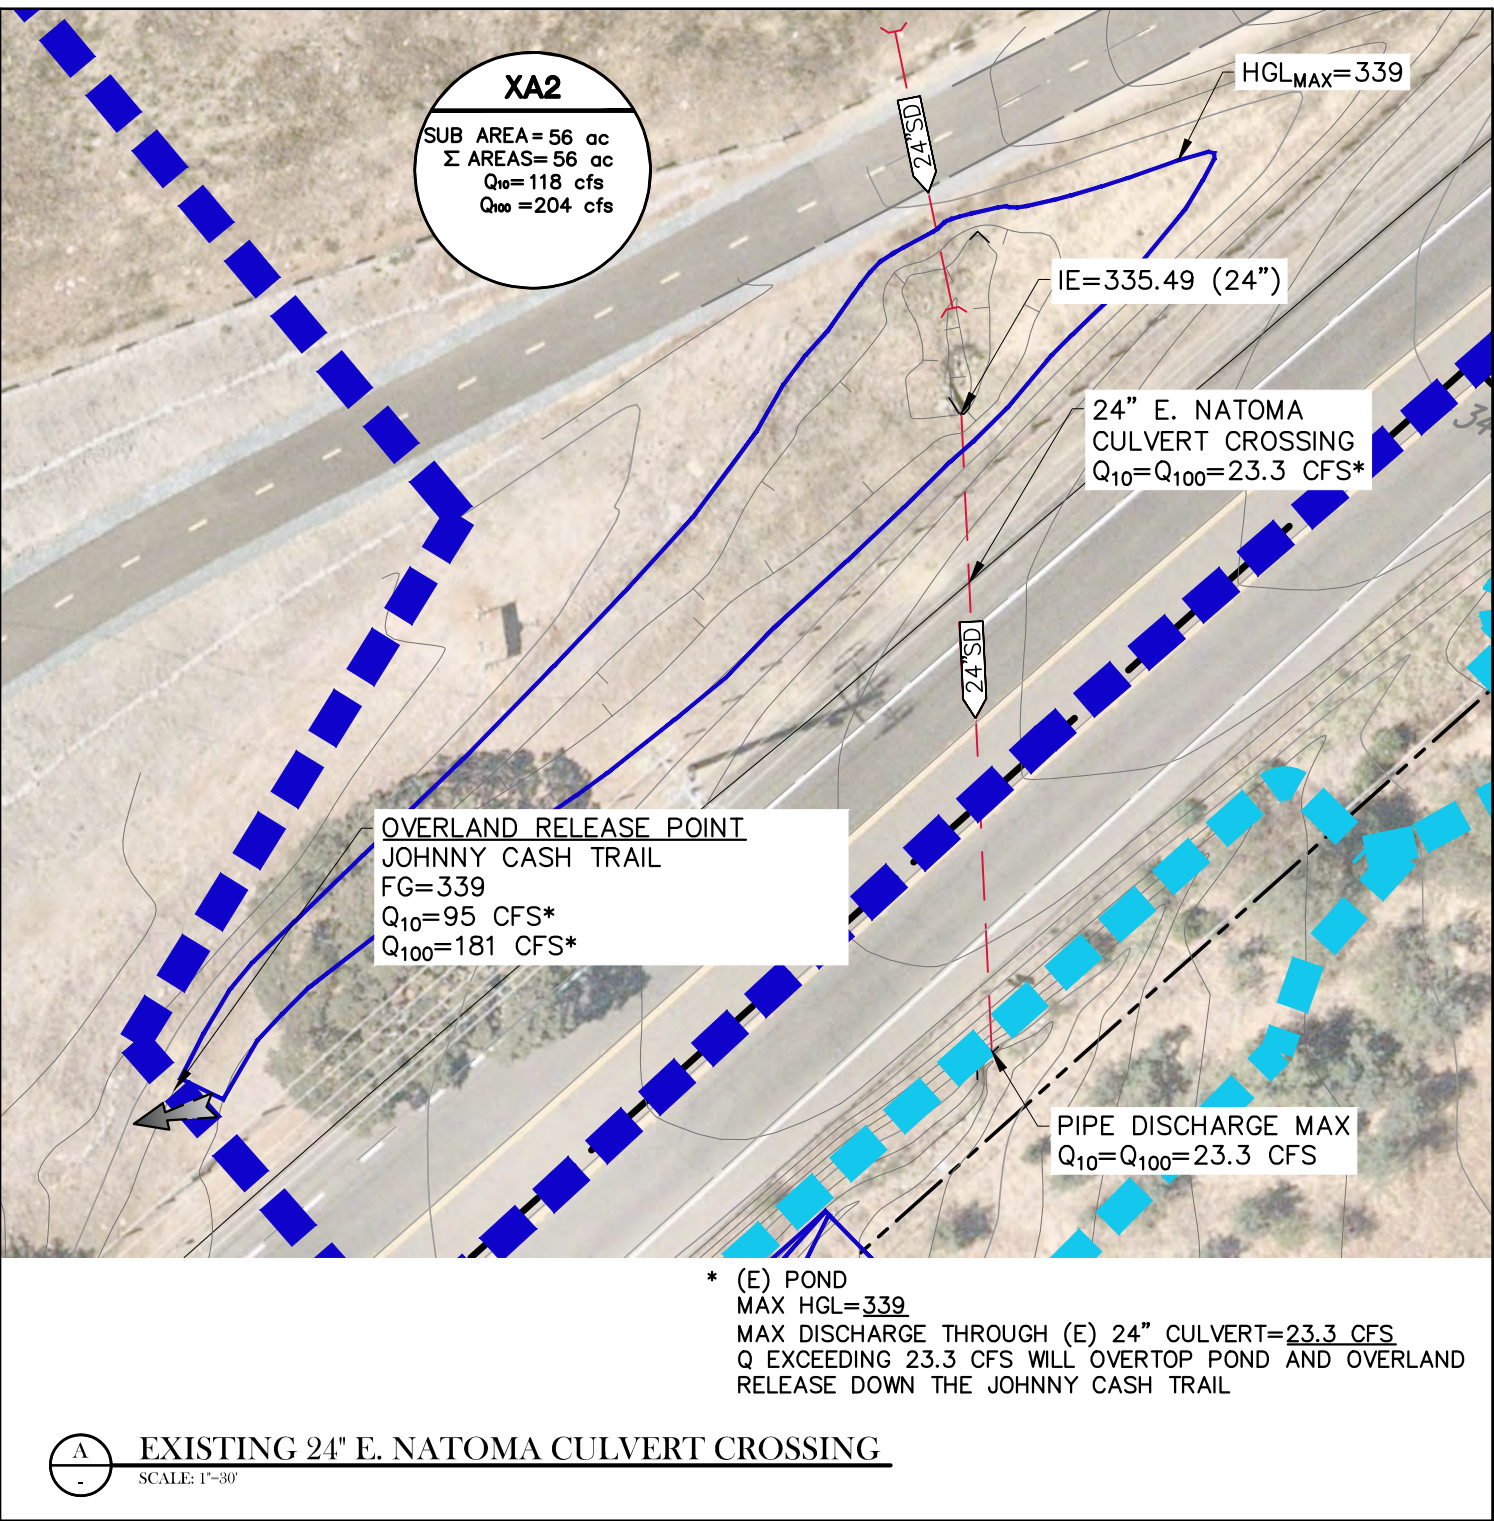 XA2
SUB AREA= 56 ac
Σ AREAS= 56 ac
Q10= 118 cfs
Q100 =204 cfs
24"SD
HGLMAX=339
IE=335.49 (24")
24" E. NATOMA
CULVERT CROSSING
Q10=Q100=23.3 CFS*
34
24"SD
OVERLAND RELEASE POINT
JOHNNY CASH TRAIL
FG=339
Q10=95 CFS*
Q100=181 CFS*
PIPE DISCHARGE MAX
Q10=Q100=23.3 CFS
* (E) POND
MAX HGL=339
MAX DISCHARGE THROUGH (E) 24" CULVERT=23.3 CFS
Q EXCEEDING 23.3 CFS WILL OVERTOP POND AND OVERLAND
RELEASE DOWN THE JOHNNY CASH TRAIL
A
-
EXISTING 24" E. NATOMA CULVERT CROSSING
SCALE: 1"=30'